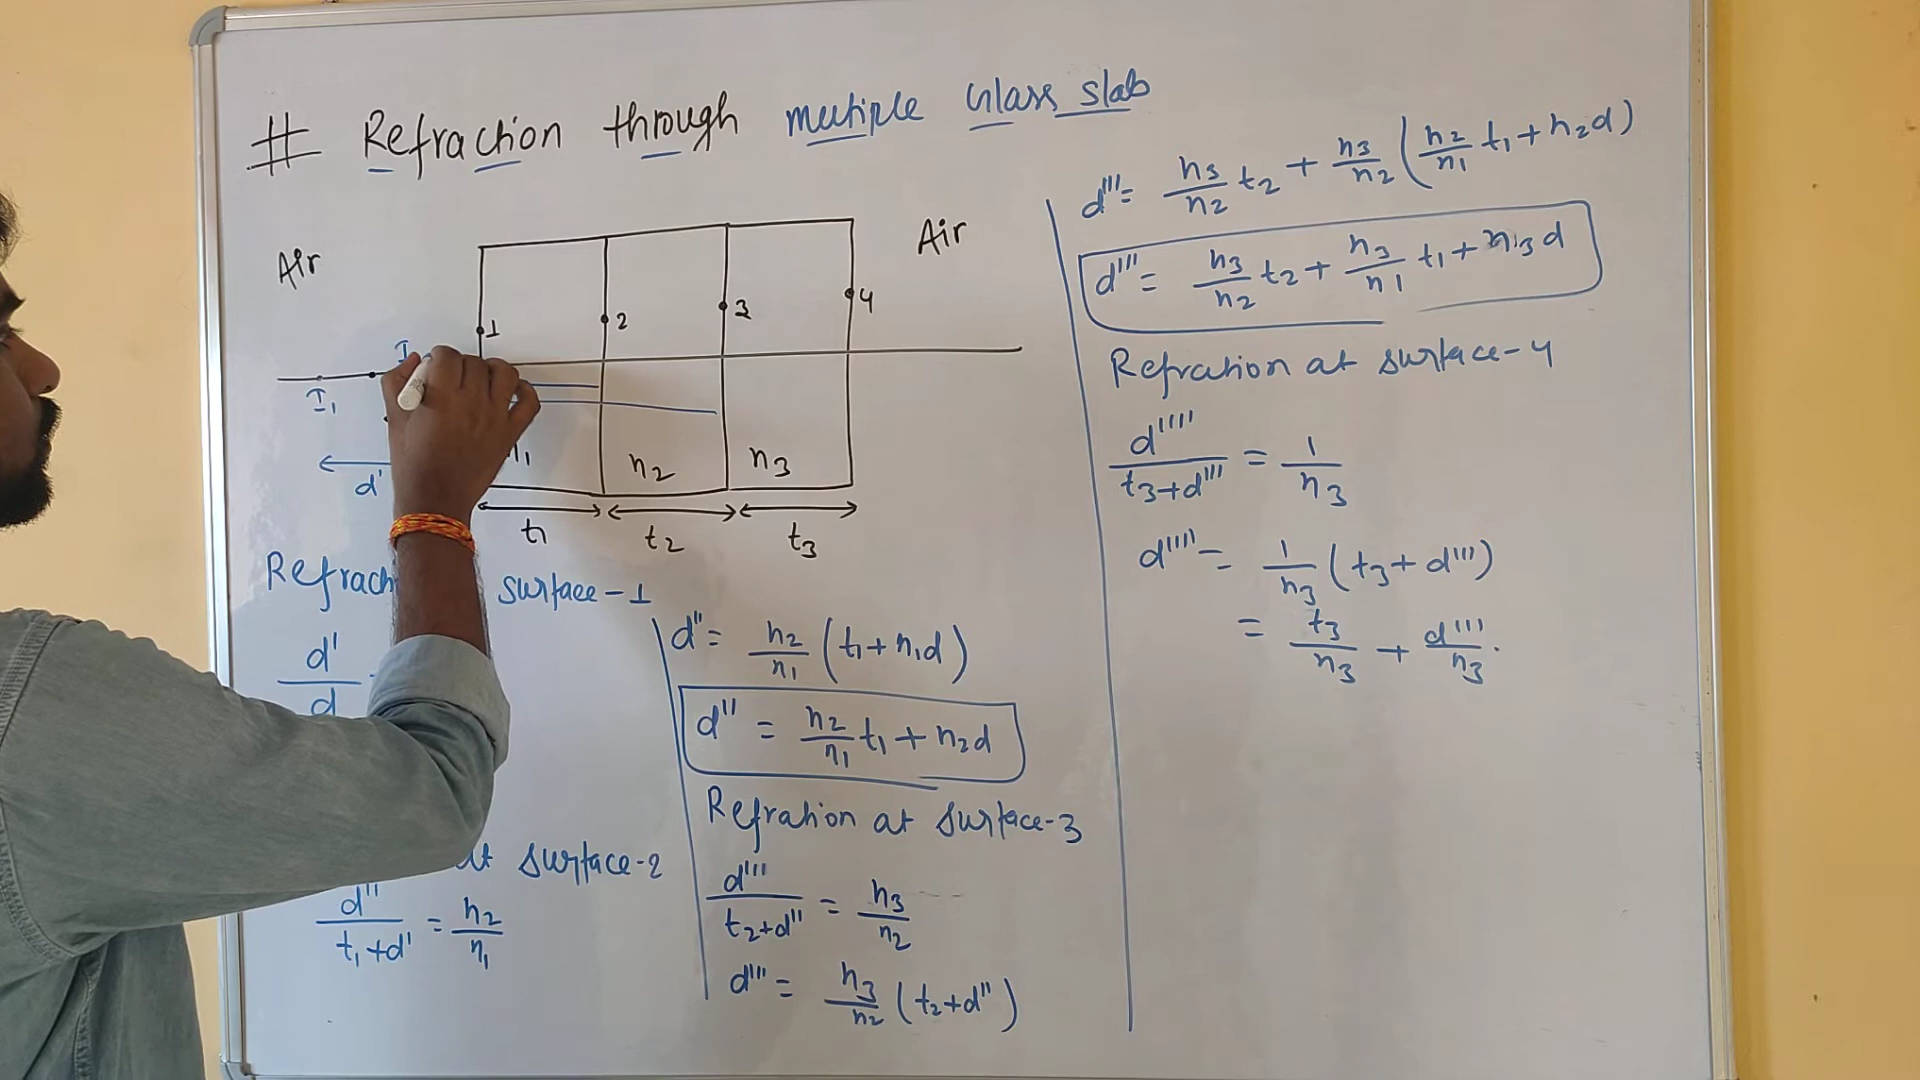 # Refraction through multiple Glass slab
Air
Air
1
2
3
4
I
I₁
d'
n₁
n₂
n₃
t₁
t₂
t₃
surface-1
d'/d
at surface-2
d''/(t₁+d') = n₂/n₁
d'' = n₂/n₁ (t₁+n₁d)
d'' = n₂/n₁ t₁ + n₂d
Refration at surface-3
d'''/(t₂+d'') = n₃/n₂
d''' = n₃/n₂ (t₂+d'')
d''' = n₃/n₂ t₂ + n₃/n₂ (n₂/n₁ t₁ + n₂d)
d''' = n₃/n₂ t₂ + n₃/n₁ t₁ + n₃d
Refration at surface-4
d''''/(t₃+d''') = 1/n₃
d'''' = 1/n₃ (t₃+d''')
= t₃/n₃ + d'''/n₃.